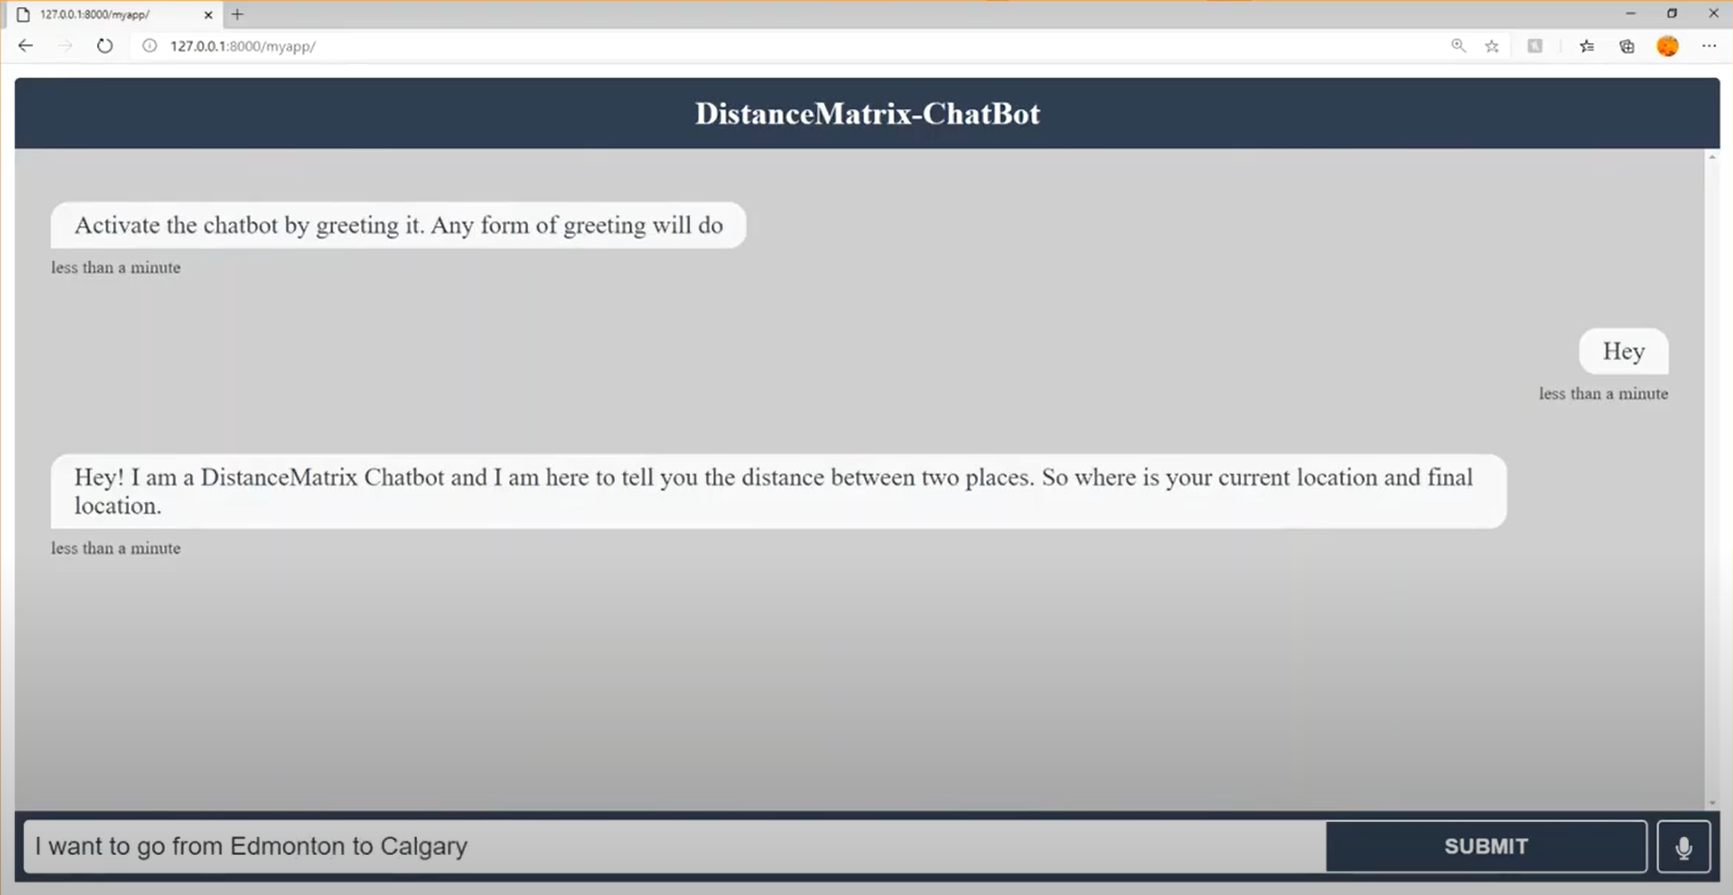 127.0.0.1:8000/myapp/
127.0.0.1:8000/myapp/
DistanceMatrix-ChatBot
Activate the chatbot by greeting it. Any form of greeting will do
less than a minute
Hey
less than a minute
Hey! I am a DistanceMatrix Chatbot and I am here to tell you the distance between two places. So where is your current location and final
location.
less than a minute
I want to go from Edmonton to Calgary
SUBMIT